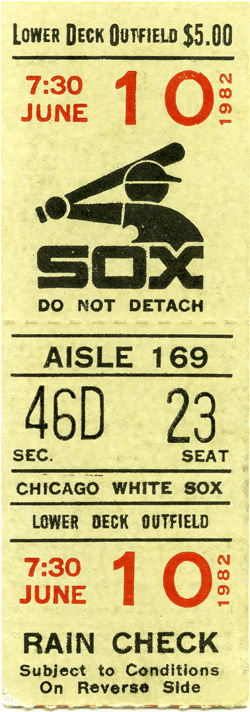 LOWER DECK OUTFIELD $5.00
7:30 JUNE 10 1982
SOX
DO NOT DETACH
AISLE 169
46D 23
SEC. SEAT
CHICAGO WHITE SOX
LOWER DECK OUTFIELD
7:30 JUNE 10 1982
RAIN CHECK
Subject to Conditions
On Reverse Side